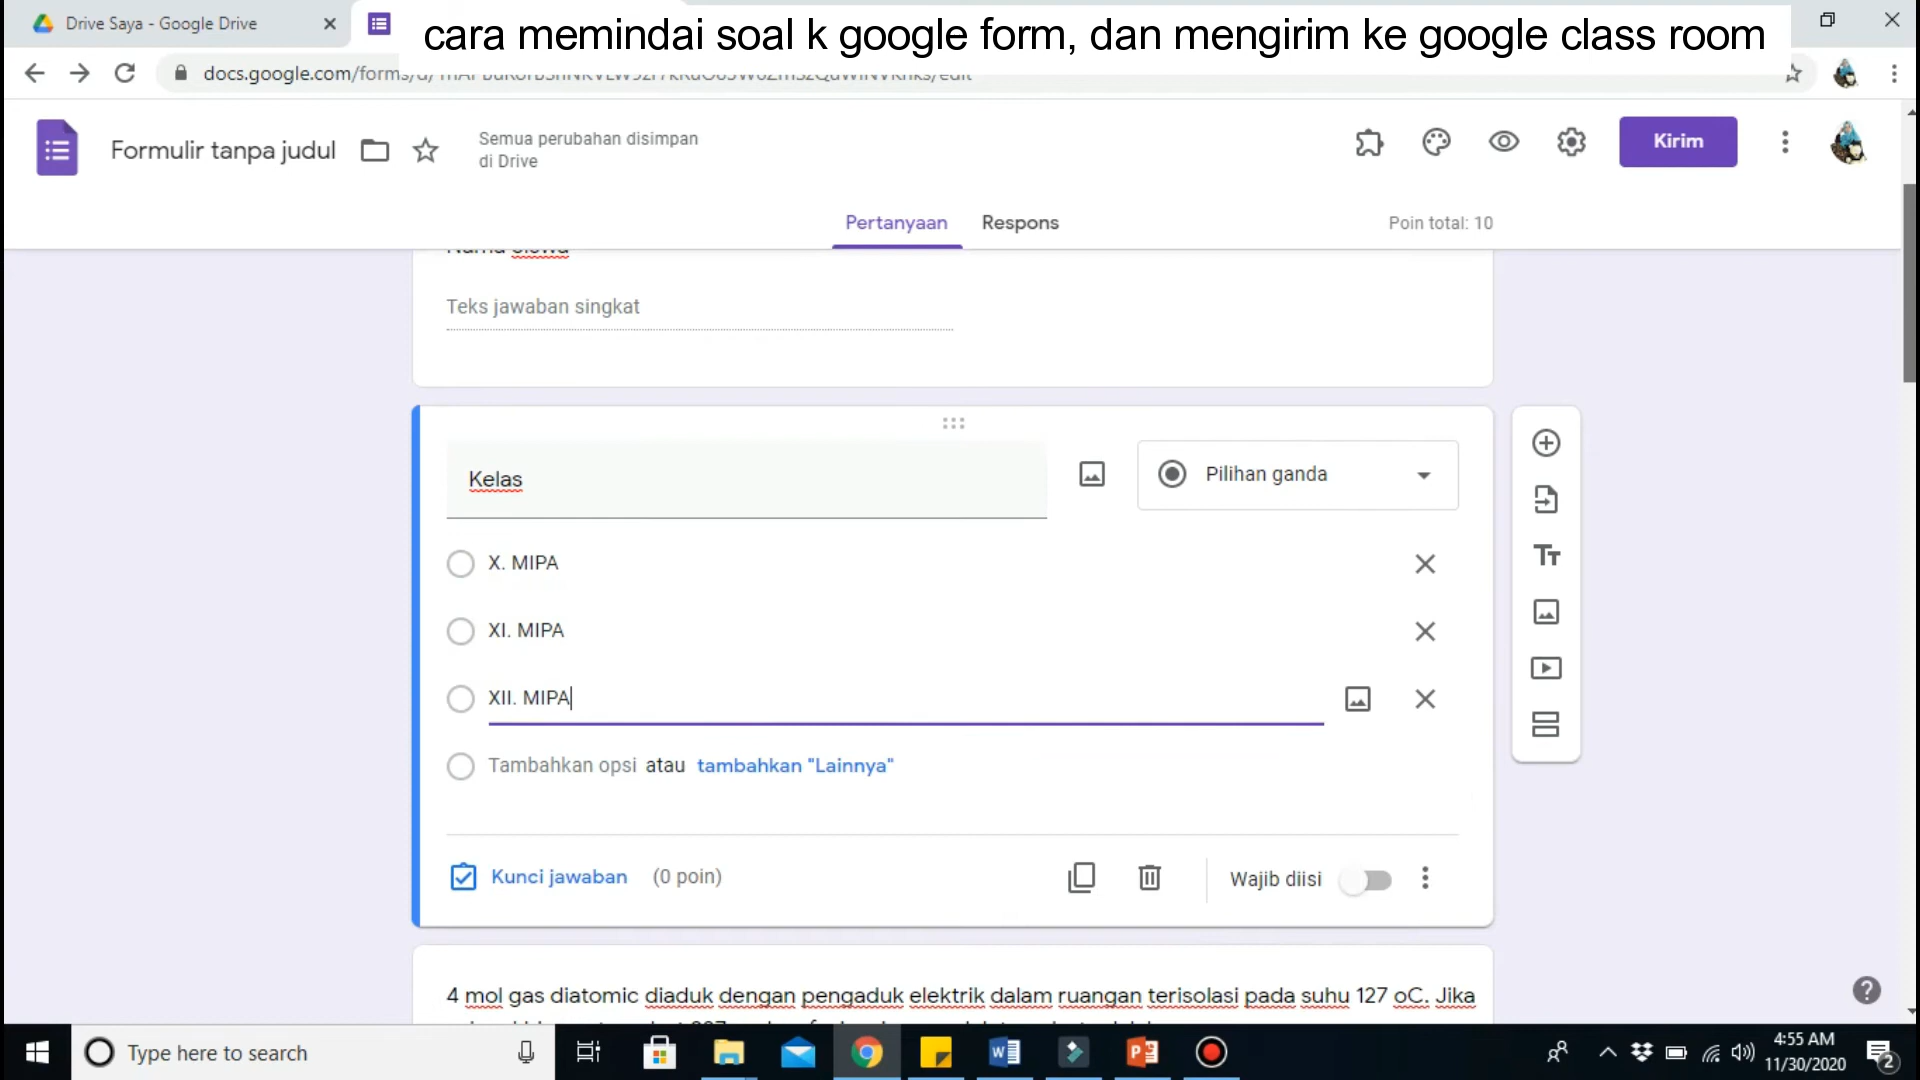 Drive Saya - Google Drive
cara memindai soal k google form, dan mengirim ke google class room
docs.google.com/forms/d/
Formulir tanpa judul
Semua perubahan disimpan
di Drive
Kirim
Pertanyaan
Respons
Poin total: 10
Nama Siswa
Teks jawaban singkat
Kelas
Pilihan ganda
X. MIPA
XI. MIPA
XII. MIPA
Tambahkan opsi atau tambahkan "Lainnya"
Kunci jawaban (0 poin)
Wajib diisi
4 mol gas diatomic diaduk dengan pengaduk elektrik dalam ruangan terisolasi pada suhu 127 oC. Jika
Type here to search
4:55 AM
11/30/2020
2